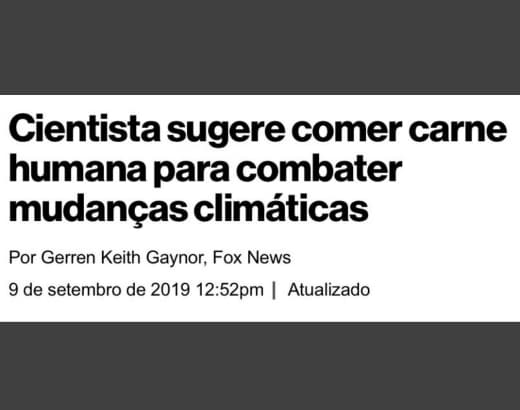 Cientista sugere comer carne
humana para combater
mudanças climáticas
Por Gerren Keith Gaynor, Fox News
9 de setembro de 2019 12:52pm | Atualizado